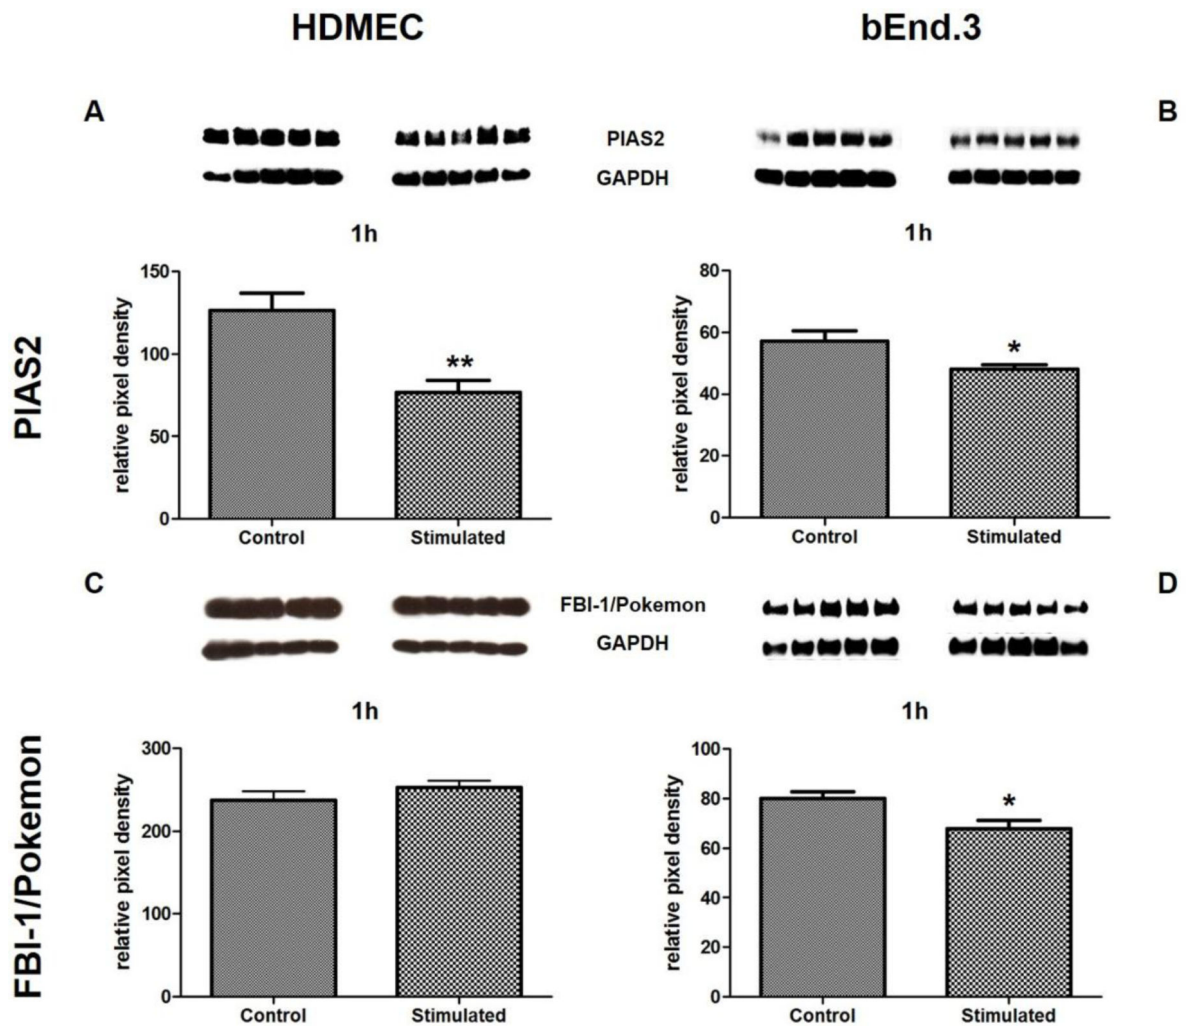 HDMEC
bEnd.3
A
B
PIAS2
GAPDH
1h
1h
PIAS2
relative pixel density
150
100
50
0
**
Control
Stimulated
relative pixel density
80
60
40
20
0
*
Control
Stimulated
C
D
FBI-1/Pokemon
GAPDH
1h
1h
FBI-1/Pokemon
relative pixel density
300
200
100
0
Control
Stimulated
relative pixel density
100
80
60
40
20
0
*
Control
Stimulated